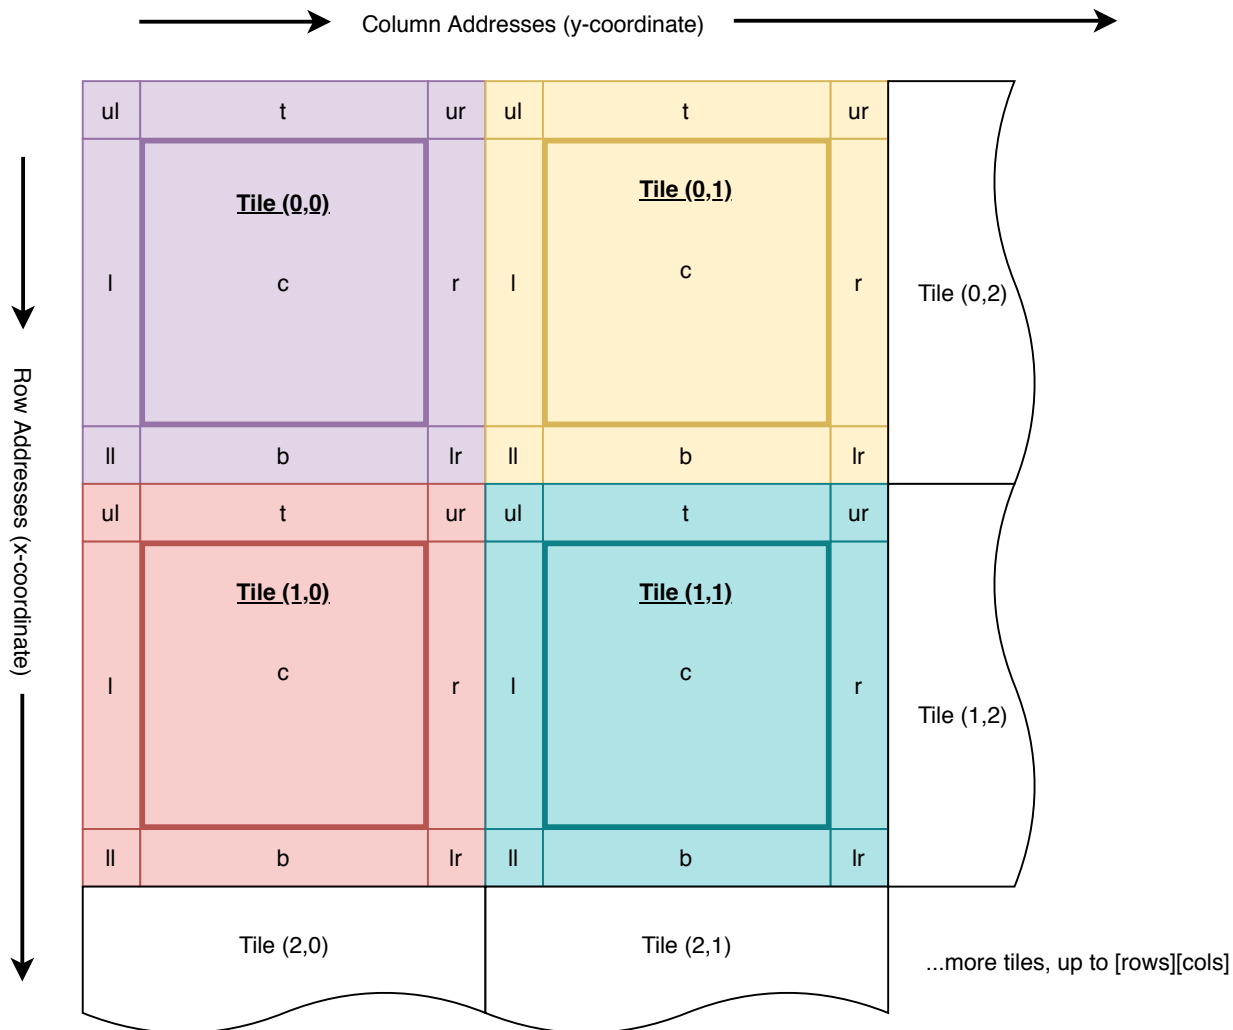 Column Addresses (y-coordinate)
ul t ur ul t ur
Tile (0,0) Tile (0,1)
l c r l c r Tile (0,2)
ll b lr ll b lr
Row Addresses (x-coordinate)
ul t ur ul t ur
Tile (1,0) Tile (1,1)
l c r l c r Tile (1,2)
ll b lr ll b lr
Tile (2,0) Tile (2,1) ...more tiles, up to [rows][cols]